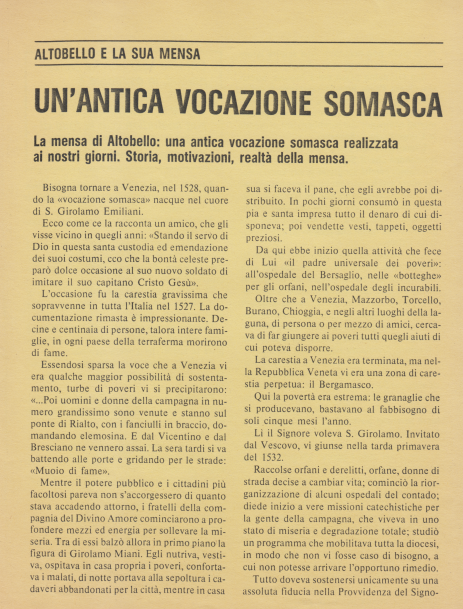 ALTOBELLO E LA SUA MENSA
UN'ANTICA VOCAZIONE SOMASCA
La mensa di Altobello: una antica vocazione somasca realizzata
ai nostri giorni. Storia, motivazioni, realtà della mensa.
Bisogna tornare a Venezia, nel 1528, quan-
do la «vocazione somasca» nacque nel cuore
di S. Girolamo Emiliani.
Ecco come ce la racconta un amico, che gli
visse vicino in quegli anni: «Stando il servo di
Dio in questa santa custodia ed emendazione
dei suoi costumi, ecco che la bontà celeste pre-
parò dolce occasione al suo nuovo soldato di
imitare il suo capitano Cristo Gesù».
L'occasione fu la carestia gravissima che
sopravvenne in tutta l'Italia nel 1527. La do-
cumentazione rimasta è impressionante. De-
cine e centinaia di persone, talora intere fami-
glie, in ogni paese della terraferma morirono
di fame.
Essendosi sparsa la voce che a Venezia vi
era qualche maggior possibilità di sostenta-
mento, turbe di poveri vi si precipitarono:
«...Poi uomini e donne della campagna in nu-
mero grandissimo sono venute e stanno sul
ponte di Rialto, con i fanciulli in braccio, do-
mandando elemosina. E dal Vicentino e dal
Bresciano ne vennero assai. La sera tardi si va
battendo alle porte e gridando per le strade:
«Muoio di fame».
Mentre il potere pubblico e i cittadini più
facoltosi pareva non s'accorgessero di quanto
stava accadendo attorno, i fratelli della com-
pagnia del Divino Amore cominciarono a pro-
fondere mezzi ed energia per sollevare la mi-
seria. Tra di essi balzò allora in primo piano la
figura di Girolamo Miani. Egli nutriva, vesti-
va, ospitava in casa propria i poveri, conforta-
va i malati, di notte portava alla sepoltura i ca-
daveri abbandonati per la città, mentre in casa
sua si faceva il pane, che egli avrebbe poi di-
stribuito. In pochi giorni consumò in questa
pia e santa impresa tutto il denaro di cui di-
sponeva; poi vendette vesti, tappeti, oggetti
preziosi.
Da qui ebbe inizio quella attività che fece
di Lui «il padre universale dei poveri»:
all'ospedale del Bersaglio, nelle «botteghe»
per gli orfani, nell'ospedale degli incurabili.
Oltre che a Venezia, Mazzorbo, Torcello,
Burano, Chioggia, e negli altri luoghi della la-
guna, di persona o per mezzo di amici, cerca-
va di far giungere ai poveri tutti quegli aiuti di
cui poteva disporre.
La carestia a Venezia era terminata, ma nel-
la Repubblica Veneta vi era una zona di care-
stia perpetua: il Bergamasco.
Qui la povertà era estrema: le granaglie che
si producevano, bastavano al fabbisogno di
soli cinque mesi l'anno.
Lì il Signore voleva S. Girolamo. Invitato
dal Vescovo, vi giunse nella tarda primavera
del 1532.
Raccolse orfani e derelitti, orfane, donne di
strada decise a cambiar vita; cominciò la rior-
ganizzazione di alcuni ospedali del contado;
diede inizio a vere missioni catechistiche per
la gente della campagna, che viveva in uno
stato di miseria e degradazione totale; studiò
un programma che mobilitava tutta la diocesi,
in modo che non vi fosse caso di bisogno, a
cui non potesse arrivare l'opportuno rimedio.
Tutto doveva sostenersi unicamente su una
assoluta fiducia nella Provvidenza del Signo-